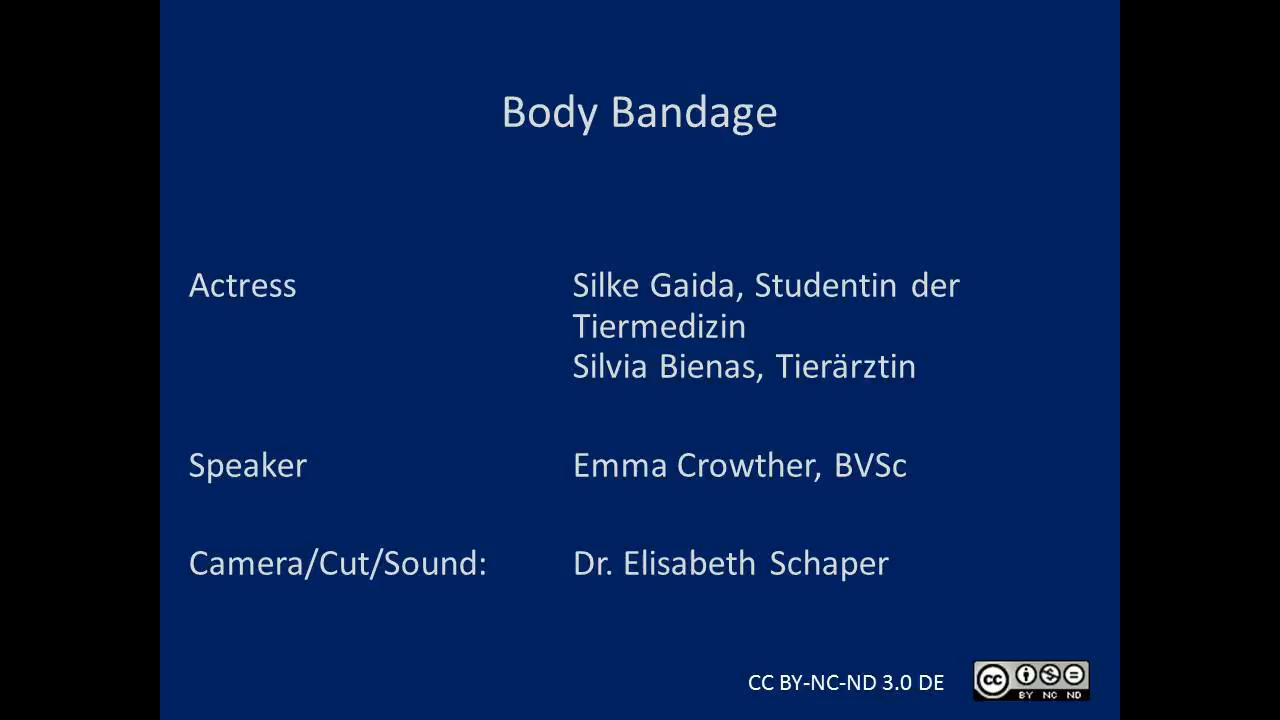 Body Bandage
Actress Silke Gaida, Studentin der
Tiermedizin
Silvia Bienas, Tierärztin
Speaker Emma Crowther, BVSc
Camera/Cut/Sound: Dr. Elisabeth Schaper
CC BY-NC-ND 3.0 DE
cc
BY NC ND